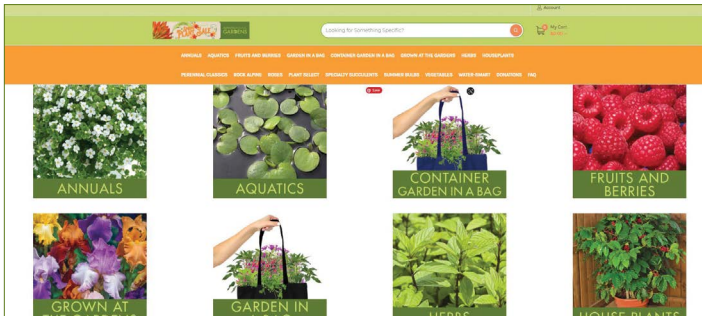 Account
PLANT SALE
GARDENS
Looking for Something Specific?
My Cart
ANNUALS AQUATICS FRUITS AND BERRIES GARDEN IN A BAG CONTAINER GARDEN IN A BAG GROWN AT THE GARDENS HERBS HOUSEPLANTS
PERENNIAL CLASSICS ROCK ALPINE ROSES PLANT SELECT SPECIALTY SUCCULENTS SUMMER BULBS VEGETABLES WATER-SMART DONATIONS FAQ
Save
ANNUALS
AQUATICS
CONTAINER
GARDEN IN A BAG
FRUITS AND
BERRIES
GROWN AT
GARDEN IN
HERBS
HOUSE PLANTS